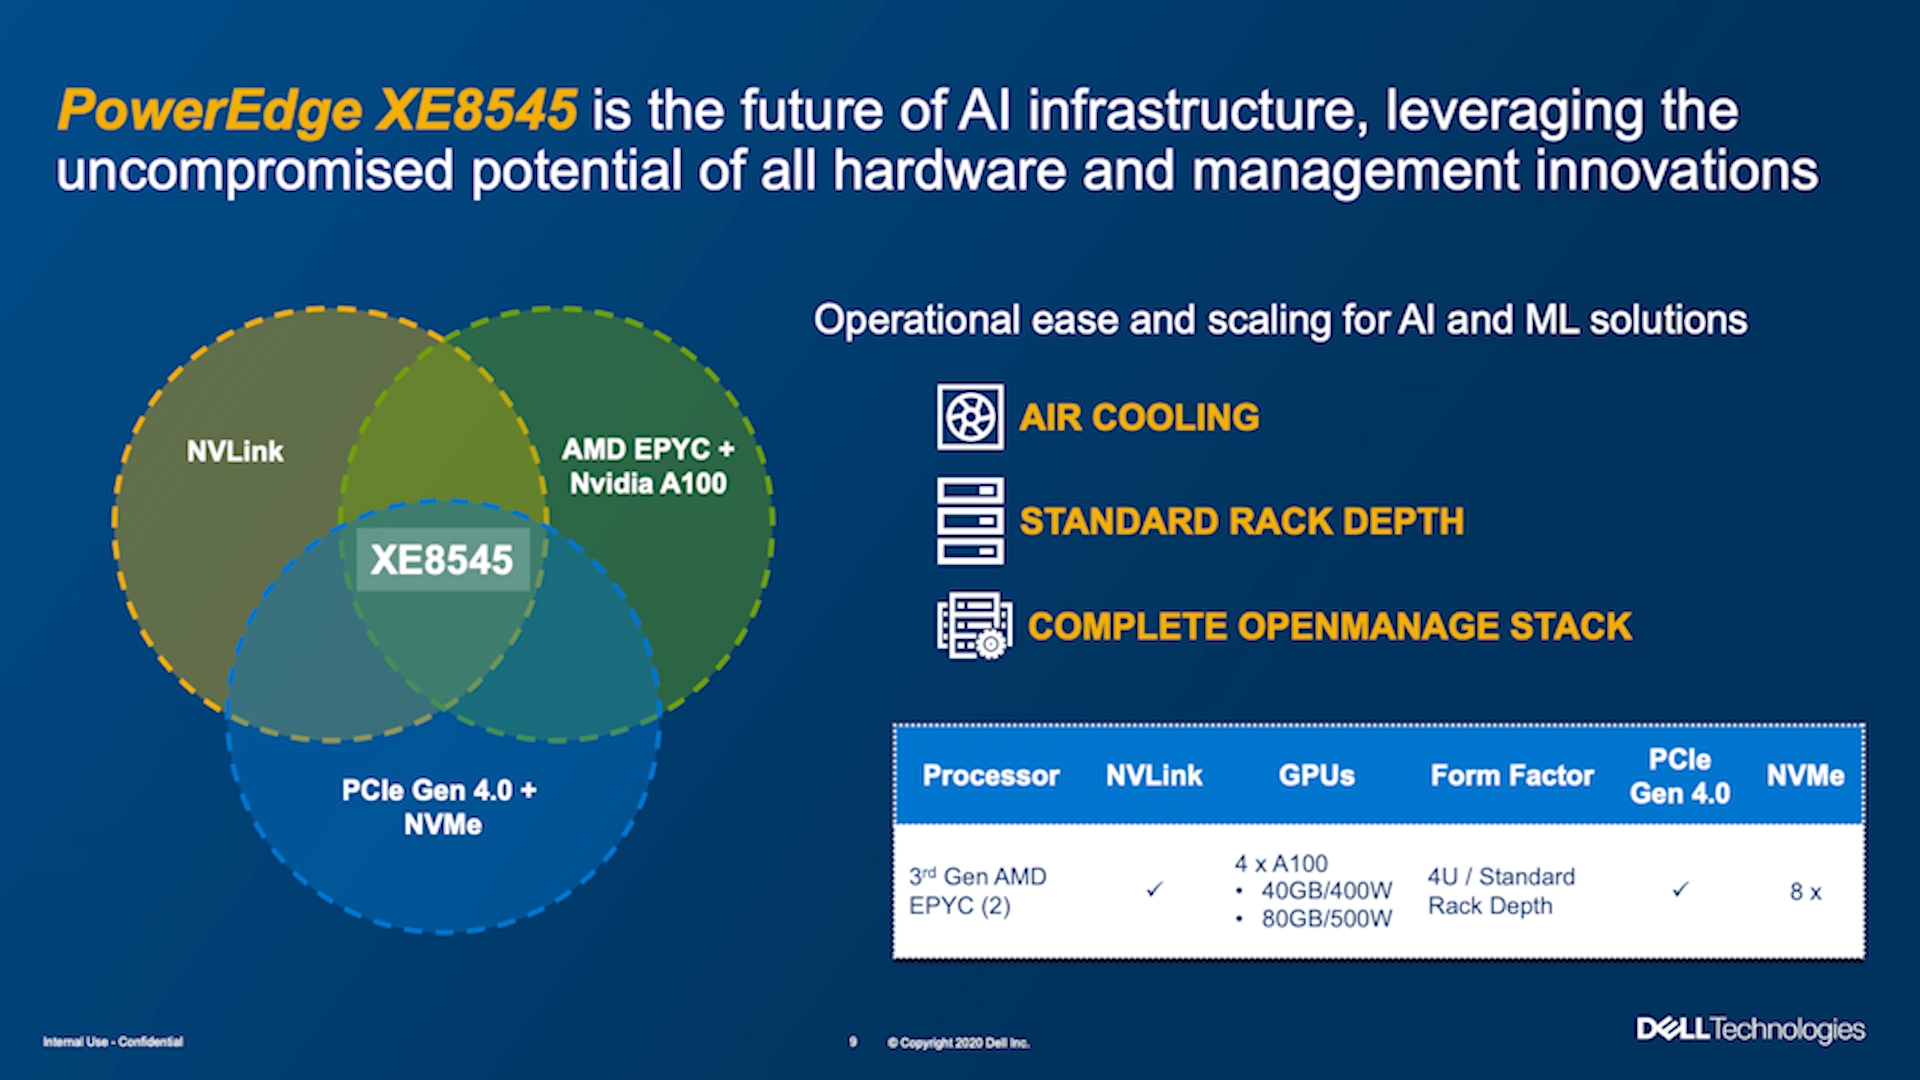 PowerEdge XE8545 is the future of AI infrastructure, leveraging the
uncompromised potential of all hardware and management innovations
NVLink
AMD EPYC +
Nvidia A100
XE8545
PCIe Gen 4.0 +
NVMe
Operational ease and scaling for AI and ML solutions
AIR COOLING
STANDARD RACK DEPTH
COMPLETE OPENMANAGE STACK
Processor NVLink GPUs Form Factor PCIe Gen 4.0 NVMe
3rd Gen AMD
EPYC (2)
✓
4 x A100
• 40GB/400W
• 80GB/500W
4U / Standard
Rack Depth
✓
8 x
Internal Use - Confidential
9
© Copyright 2020 Dell Inc.
DELLTechnologies